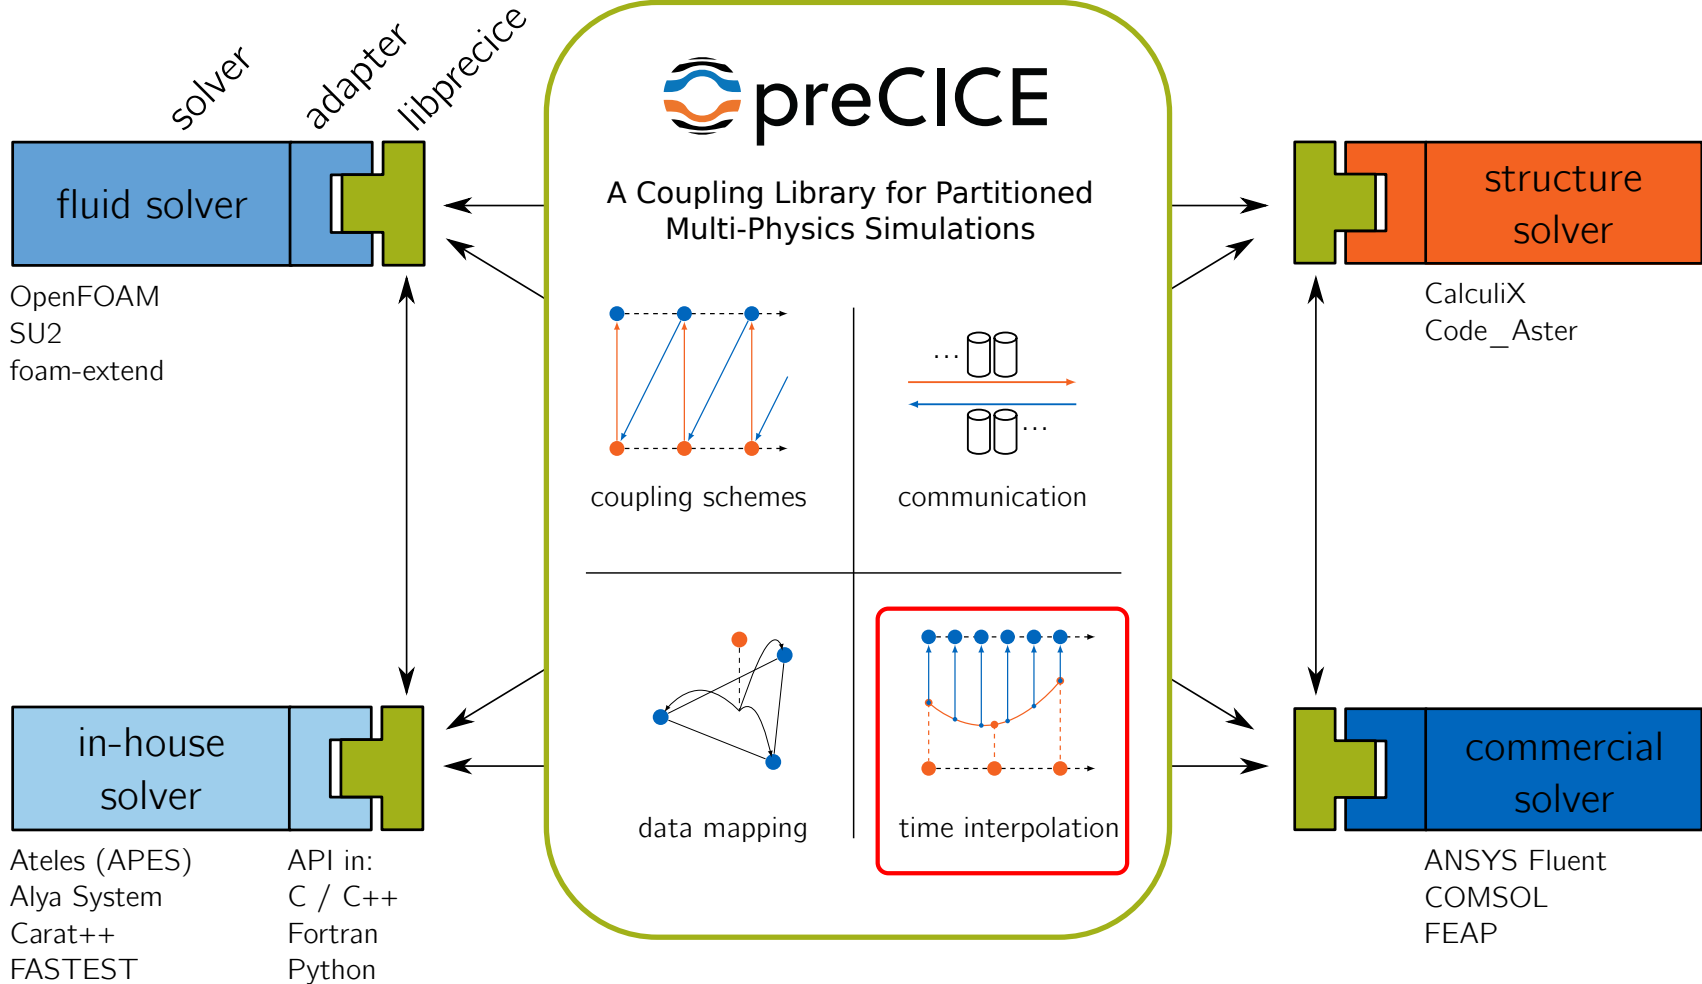 solver
adapter
libprecice
preCICE
A Coupling Library for Partitioned
Multi-Physics Simulations
fluid solver
OpenFOAM
SU2
foam-extend
structure
solver
CalculiX
Code_Aster
...
...
coupling schemes
communication
data mapping
time interpolation
in-house
solver
Ateles (APES)
Alya System
Carat++
FASTEST
API in:
C / C++
Fortran
Python
commercial
solver
ANSYS Fluent
COMSOL
FEAP